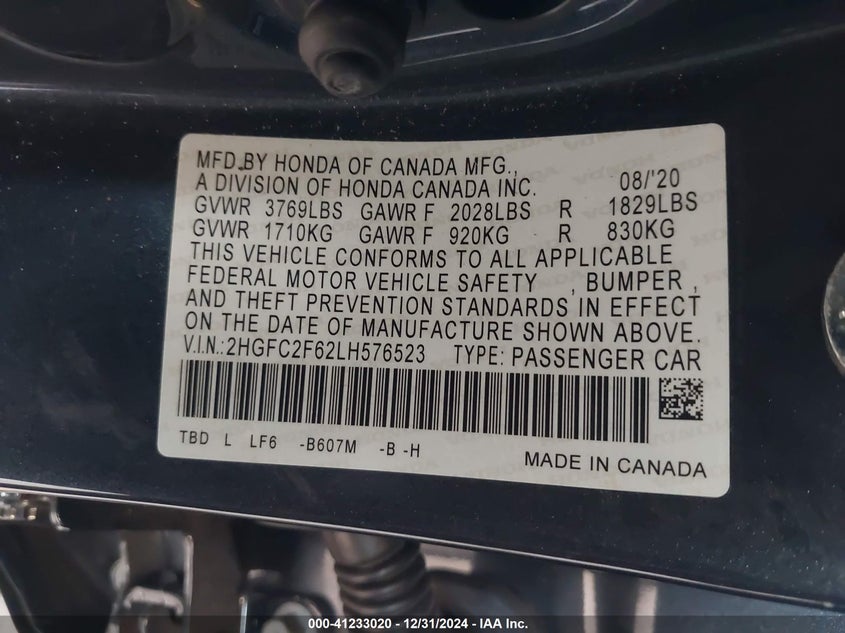 MFD.BY HONDA OF CANADA MFG.,
A DIVISION OF HONDA CANADA INC. 08/'20
GVWR 3769LBS GAWR F 2028LBS R 1829LBS
GVWR 1710KG GAWR F 920KG R 830KG
THIS VEHICLE CONFORMS TO ALL APPLICABLE
FEDERAL MOTOR VEHICLE SAFETY , BUMPER ,
AND THEFT PREVENTION STANDARDS IN EFFECT
ON THE DATE OF MANUFACTURE SHOWN ABOVE.
V.I.N.:2HGFC2F62LH576523 TYPE: PASSENGER CAR
TBD L LF6 -B607M -B -H
MADE IN CANADA
000-41233020 - 12/31/2024 - IAA Inc.